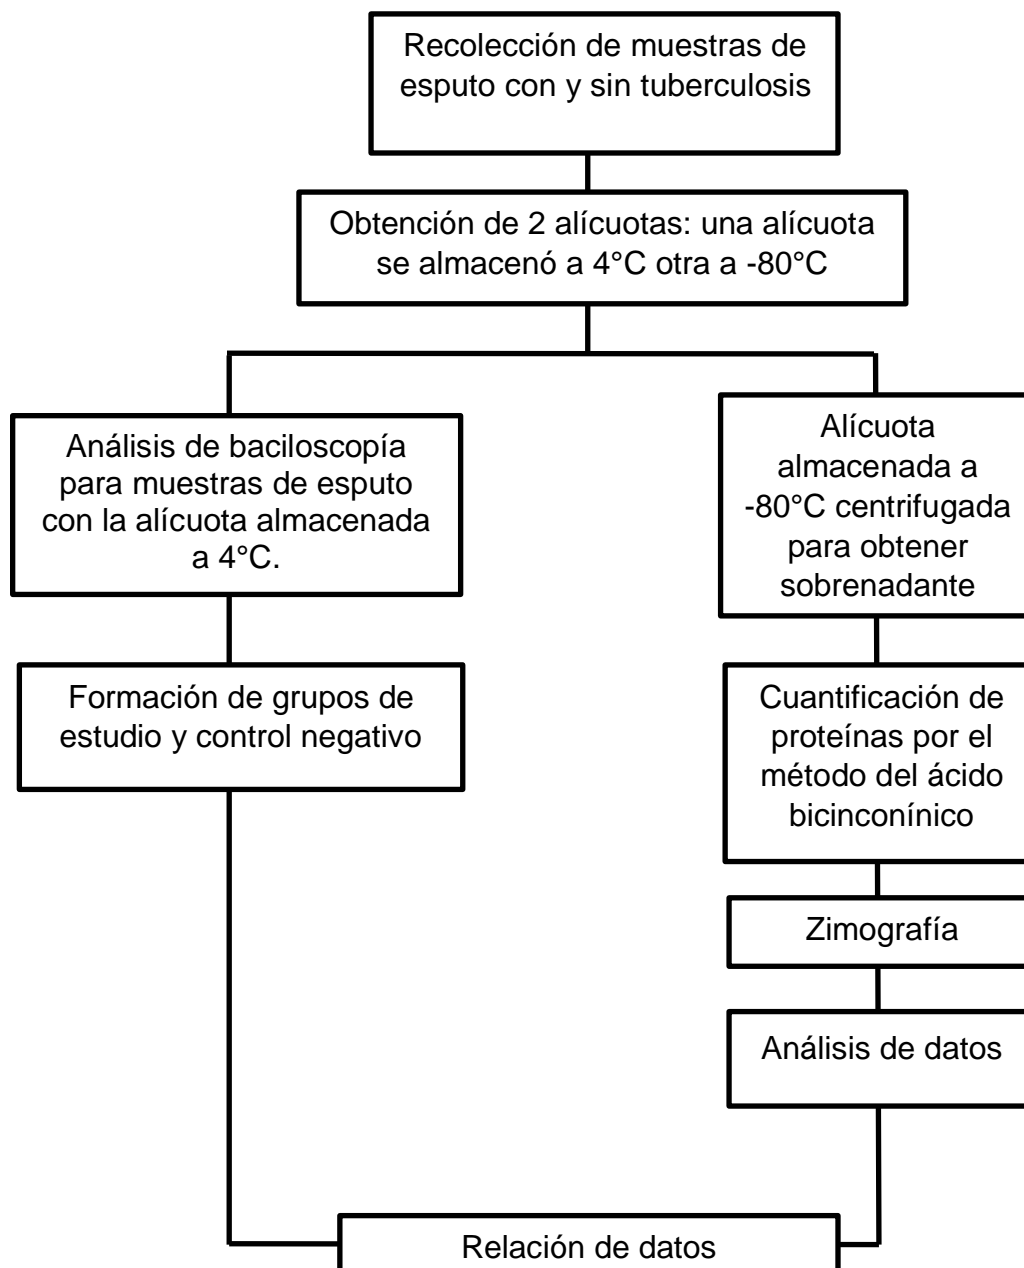 Recolección de muestras de
esputo con y sin tuberculosis
Obtención de 2 alícuotas: una alícuota
se almacenó a 4°C otra a -80°C
Análisis de baciloscopía
para muestras de esputo
con la alícuota almacenada
a 4°C.
Formación de grupos de
estudio y control negativo
Alícuota
almacenada a
-80°C centrifugada
para obtener
sobrenadante
Cuantificación de
proteínas por el
método del ácido
bicinconínico
Zimografía
Análisis de datos
Relación de datos